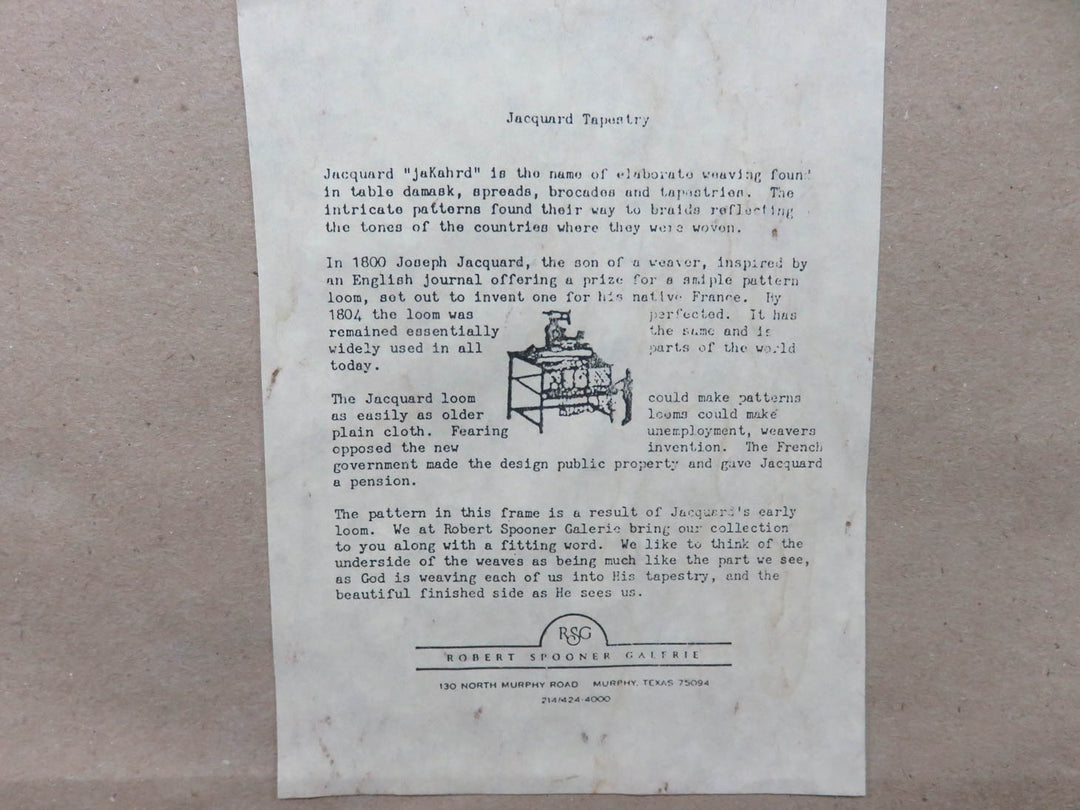 Jacquard Tapestry
Jacquard "jaKahrd" is the name of elaborate weaving found
in table damask, spreads, brocades and tapestries. The
intricate patterns found their way to braids reflecting
the tones of the countries where they were woven.
In 1800 Joseph Jacquard, the son of a weaver, inspired by
an English journal offering a prize for a smiple pattern
loom, set out to invent one for his native France. By
1804 the loom was perfected. It has
remained essentially the same and is
widely used in all parts of the world
today.
The Jacquard loom could make patterns
as easily as older looms could make
plain cloth. Fearing unemployment, weavers
opposed the new invention. The French
government made the design public property and gave Jacquard
a pension.
The pattern in this frame is a result of Jacquard's early
loom. We at Robert Spooner Galerie bring our collection
to you along with a fitting word. We like to think of the
underside of the weaves as being much like the part we see,
as God is weaving each of us into His tapestry, and the
beautiful finished side as He sees us.
RSG
ROBERT SPOONER GALERIE
130 NORTH MURPHY ROAD MURPHY, TEXAS 75094
214/424-4000